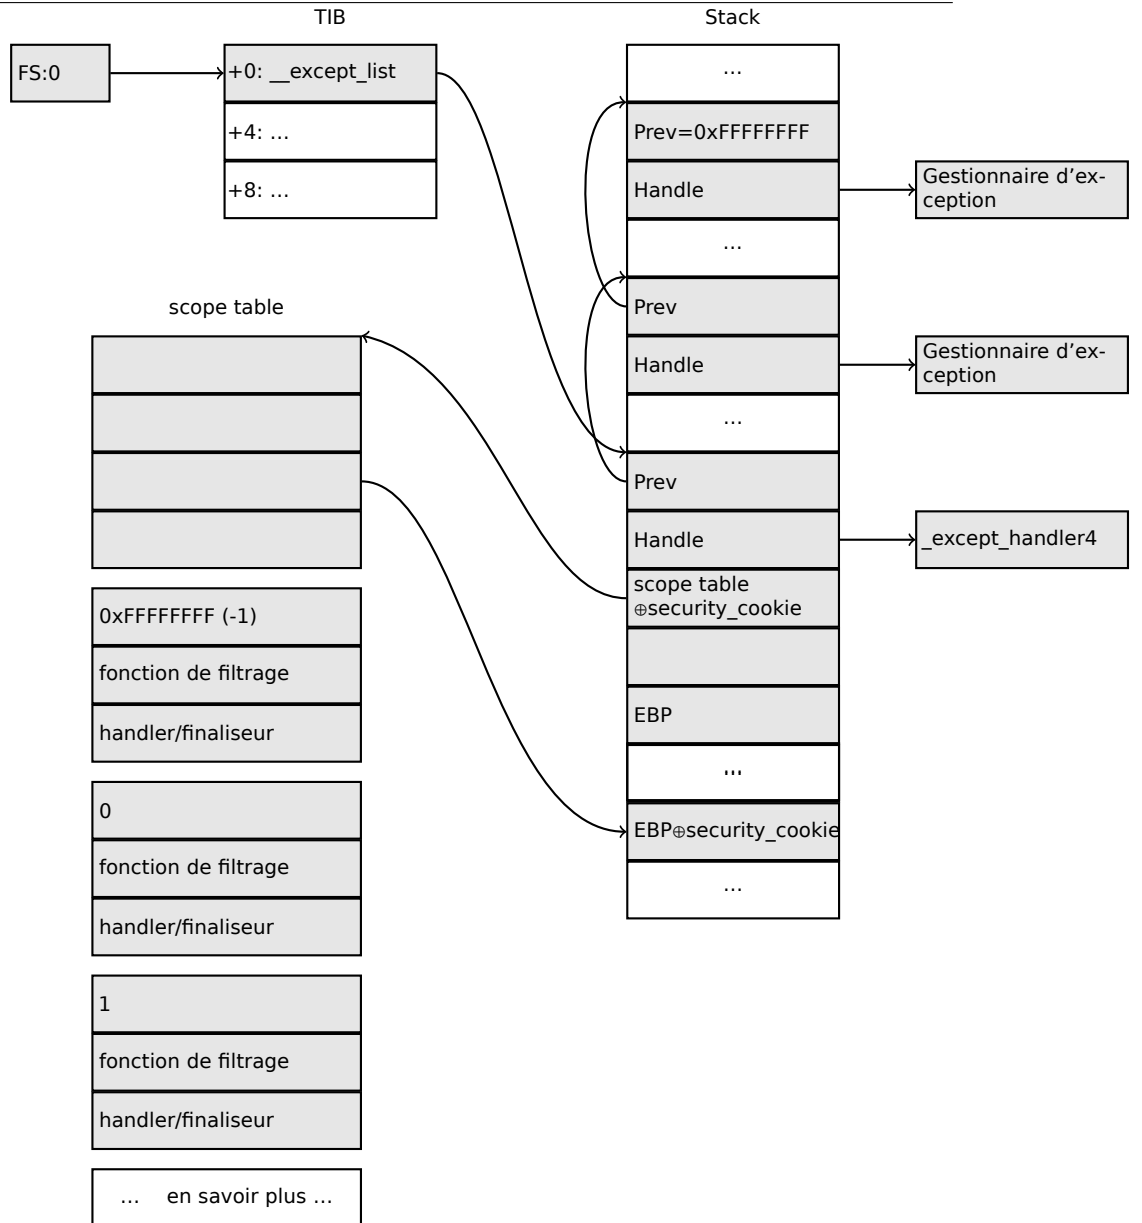 TIB
Stack
FS:0
+0: __except_list
+4: …
+8: …
…
Prev=0xFFFFFFFF
Handle
Gestionnaire d’ex-
ception
…
Prev
Handle
Gestionnaire d’ex-
ception
…
Prev
Handle
_except_handler4
scope table
⊕security_cookie
EBP
…
EBP⊕security_cookie
…
scope table
0xFFFFFFFF (-1)
fonction de filtrage
handler/finaliseur
0
fonction de filtrage
handler/finaliseur
1
fonction de filtrage
handler/finaliseur
… en savoir plus …